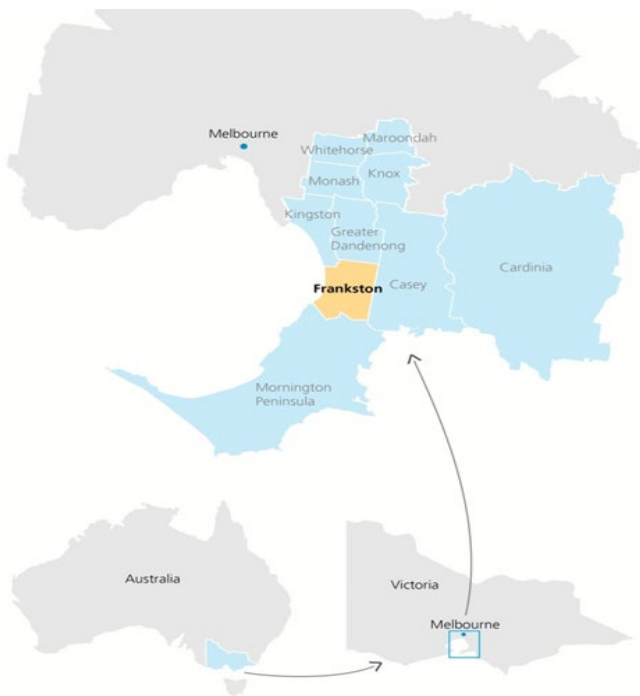 Melbourne
Maroondah
Whitehorse
Monash
Knox
Kingston
Greater
Dandenong
Cardinia
Frankston
Casey
Mornington
Peninsula
Australia
Victoria
Melbourne